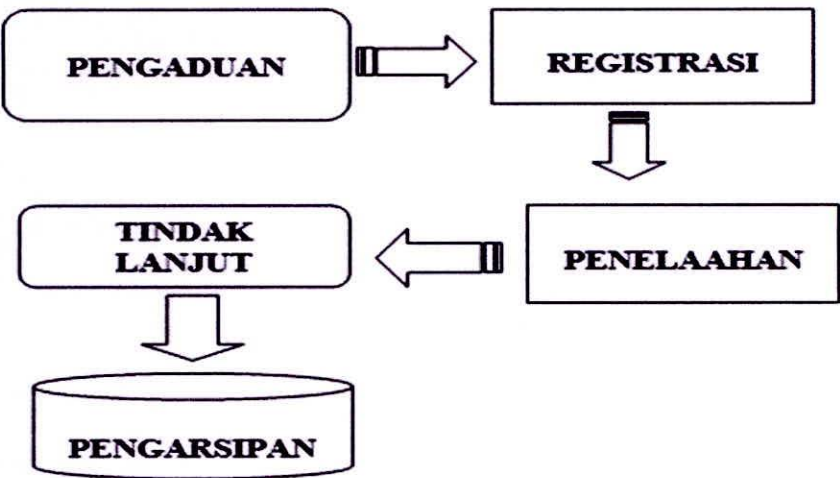 PENGADUAN
REGISTRASI
PENELAAHAN
TINDAK
LANJUT
PENGARSIPAN